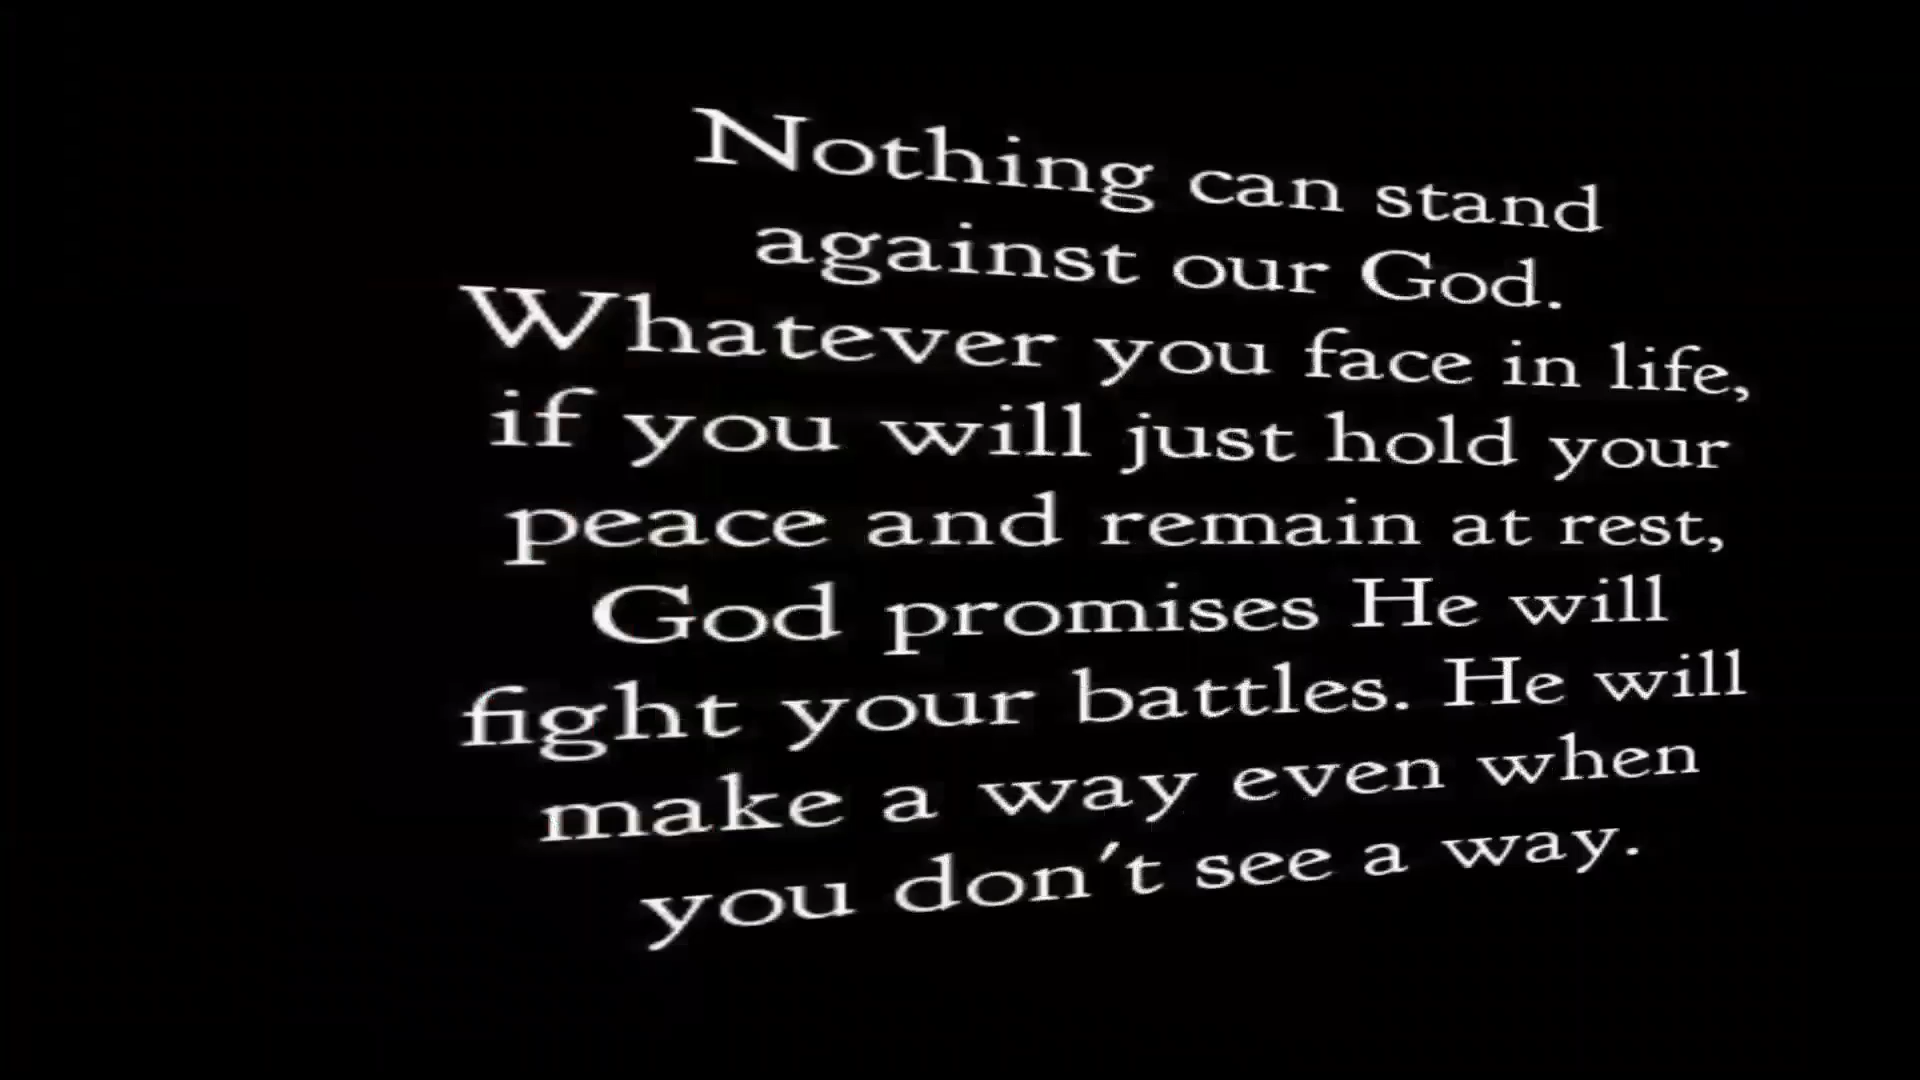 Nothing can stand
against our God.
Whatever you face in life,
if you will just hold your
peace and remain at rest,
God promises He will
fight your battles. He will
make a way even when
you don't see a way.